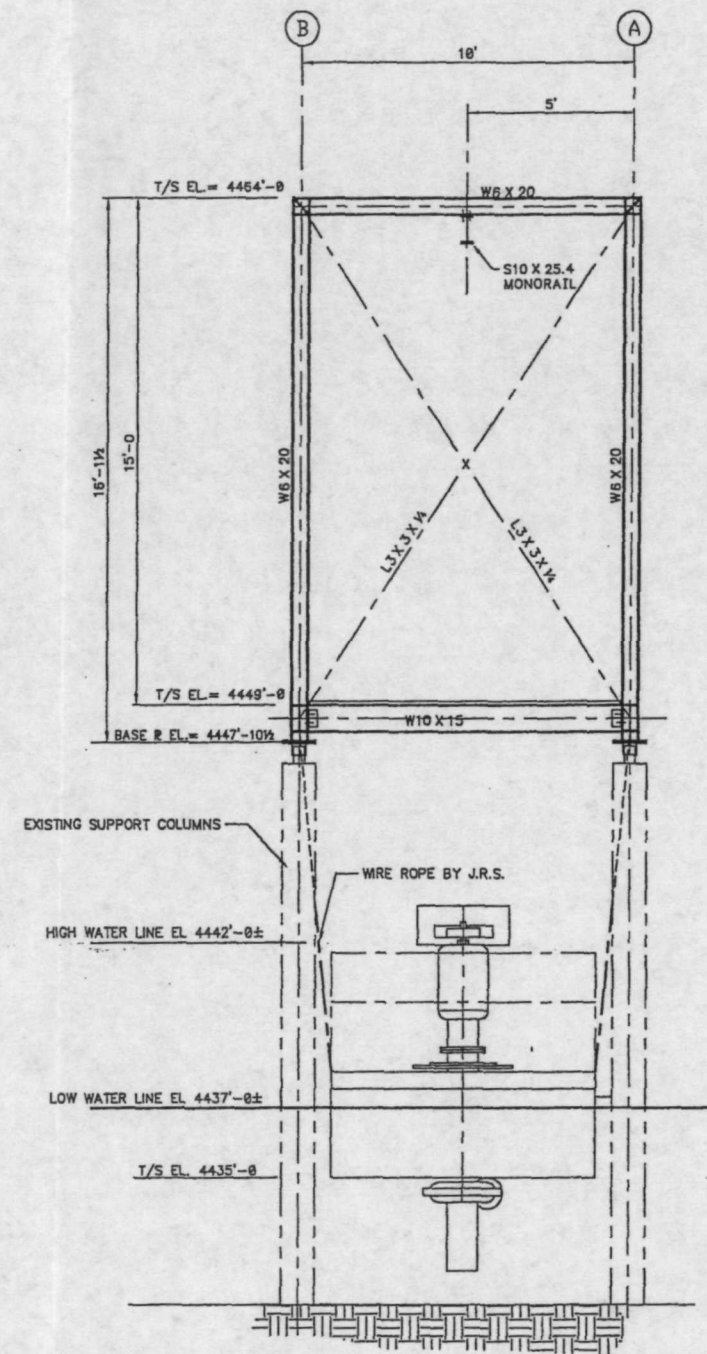 B
A
10'
5'
T/S EL.= 4464'-0
W6 X 20
S10 X 25.4
MONORAIL
16'-1½
15'-0
W6 X 20
W6 X 20
L3 X 3 X ¼
L3 X 3 X ¼
T/S EL.= 4449'-0
W10 X 15
BASE ⅊ EL.= 4447'-10½
EXISTING SUPPORT COLUMNS
WIRE ROPE BY J.R.S.
HIGH WATER LINE EL 4442'-0±
LOW WATER LINE EL 4437'-0±
T/S EL. 4435'-0